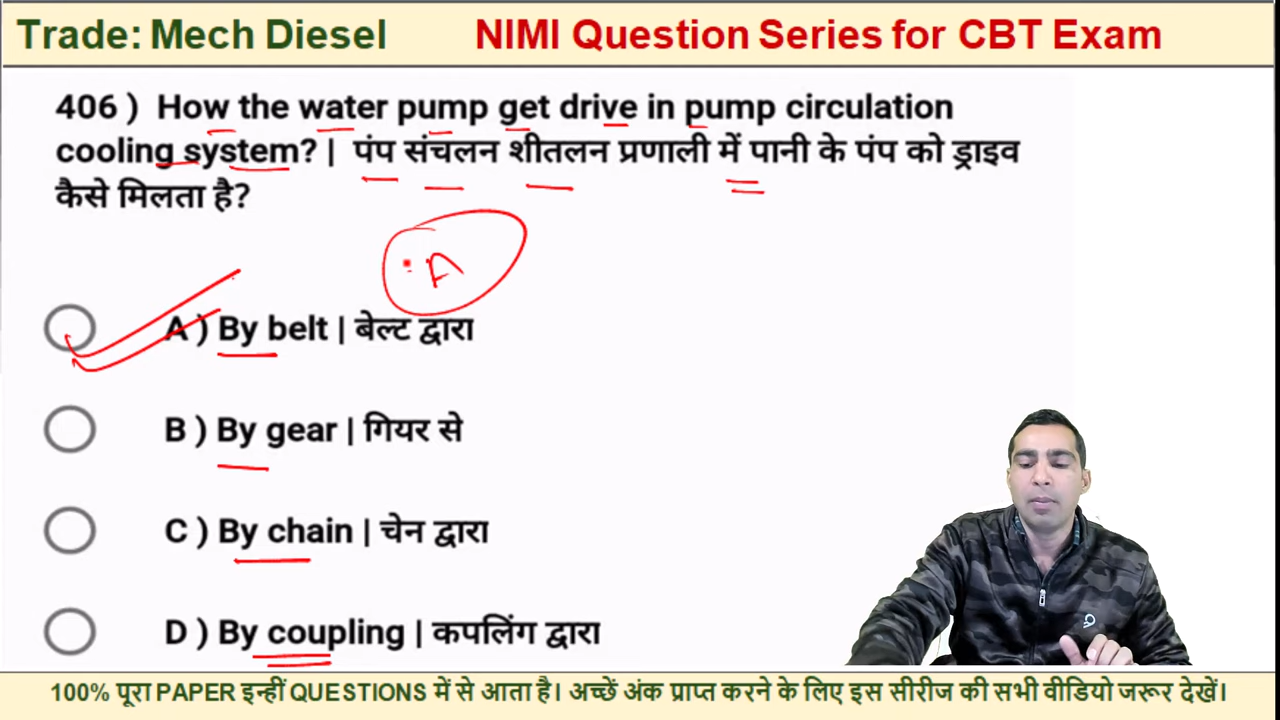 Trade: Mech Diesel NIMI Question Series for CBT Exam
406 ) How the water pump get drive in pump circulation
cooling system? | पंप संचलन शीतलन प्रणाली में पानी के पंप को ड्राइव
कैसे मिलता है?
A
A ) By belt | बेल्ट द्वारा
B ) By gear | गियर से
C ) By chain | चेन द्वारा
D ) By coupling | कपलिंग द्वारा
100% पूरा PAPER इन्हीं QUESTIONS में से आता है। अच्छें अंक प्राप्त करने के लिए इस सीरीज की सभी वीडियो जरूर देखें।